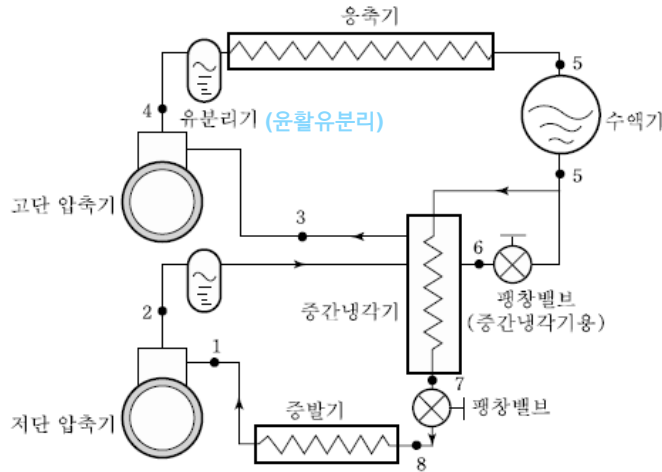 응축기
5
4
유분리기 (윤활유분리)
수액기
5
고단 압축기
3
6
팽창밸브
(중간냉각기용)
중간냉각기
2
1
7
증발기
팽창밸브
저단 압축기
8